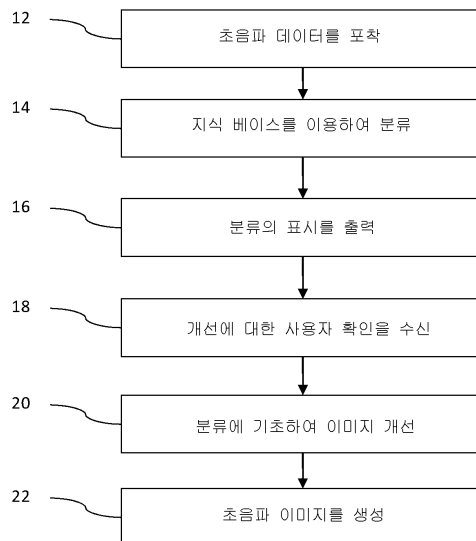 12 초음파 데이터를 포착
14 지식 베이스를 이용하여 분류
16 분류의 표시를 출력
18 개선에 대한 사용자 확인을 수신
20 분류에 기초하여 이미지 개선
22 초음파 이미지를 생성